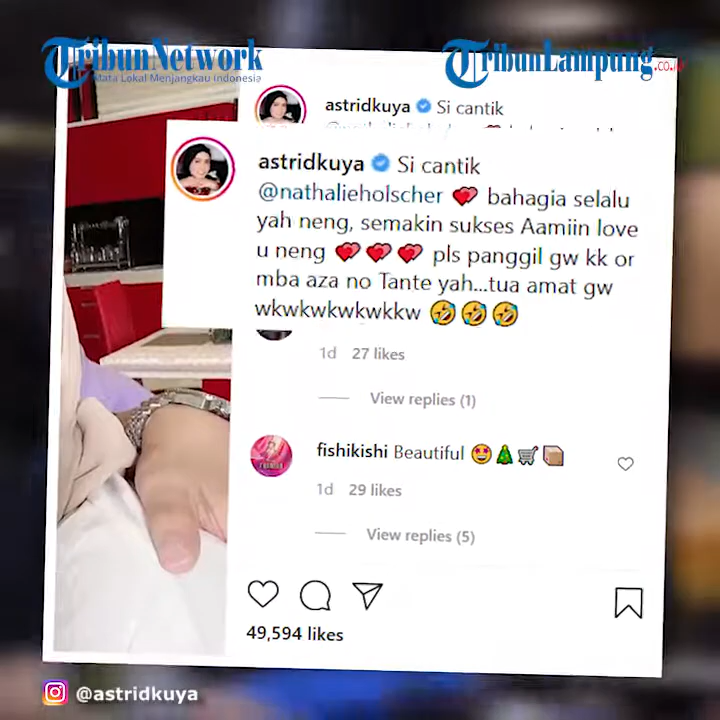 TribunNetwork
Mata Lokal Menjangkau Indonesia
TribunLampung.co.id
astridkuya Si cantik
astridkuya Si cantik
@nathalieholscher 💞 bahagia selalu
yah neng, semakin sukses Aamiin love
u neng 💞💞💞 pls panggil gw kk or
mba aza no Tante yah...tua amat gw
wkwkwkwkwkkw 🤣🤣🤣
1d 27 likes
View replies (1)
fishikishi Beautiful 🤩🎄🛒📦
1d 29 likes
View replies (5)
49,594 likes
@astridkuya